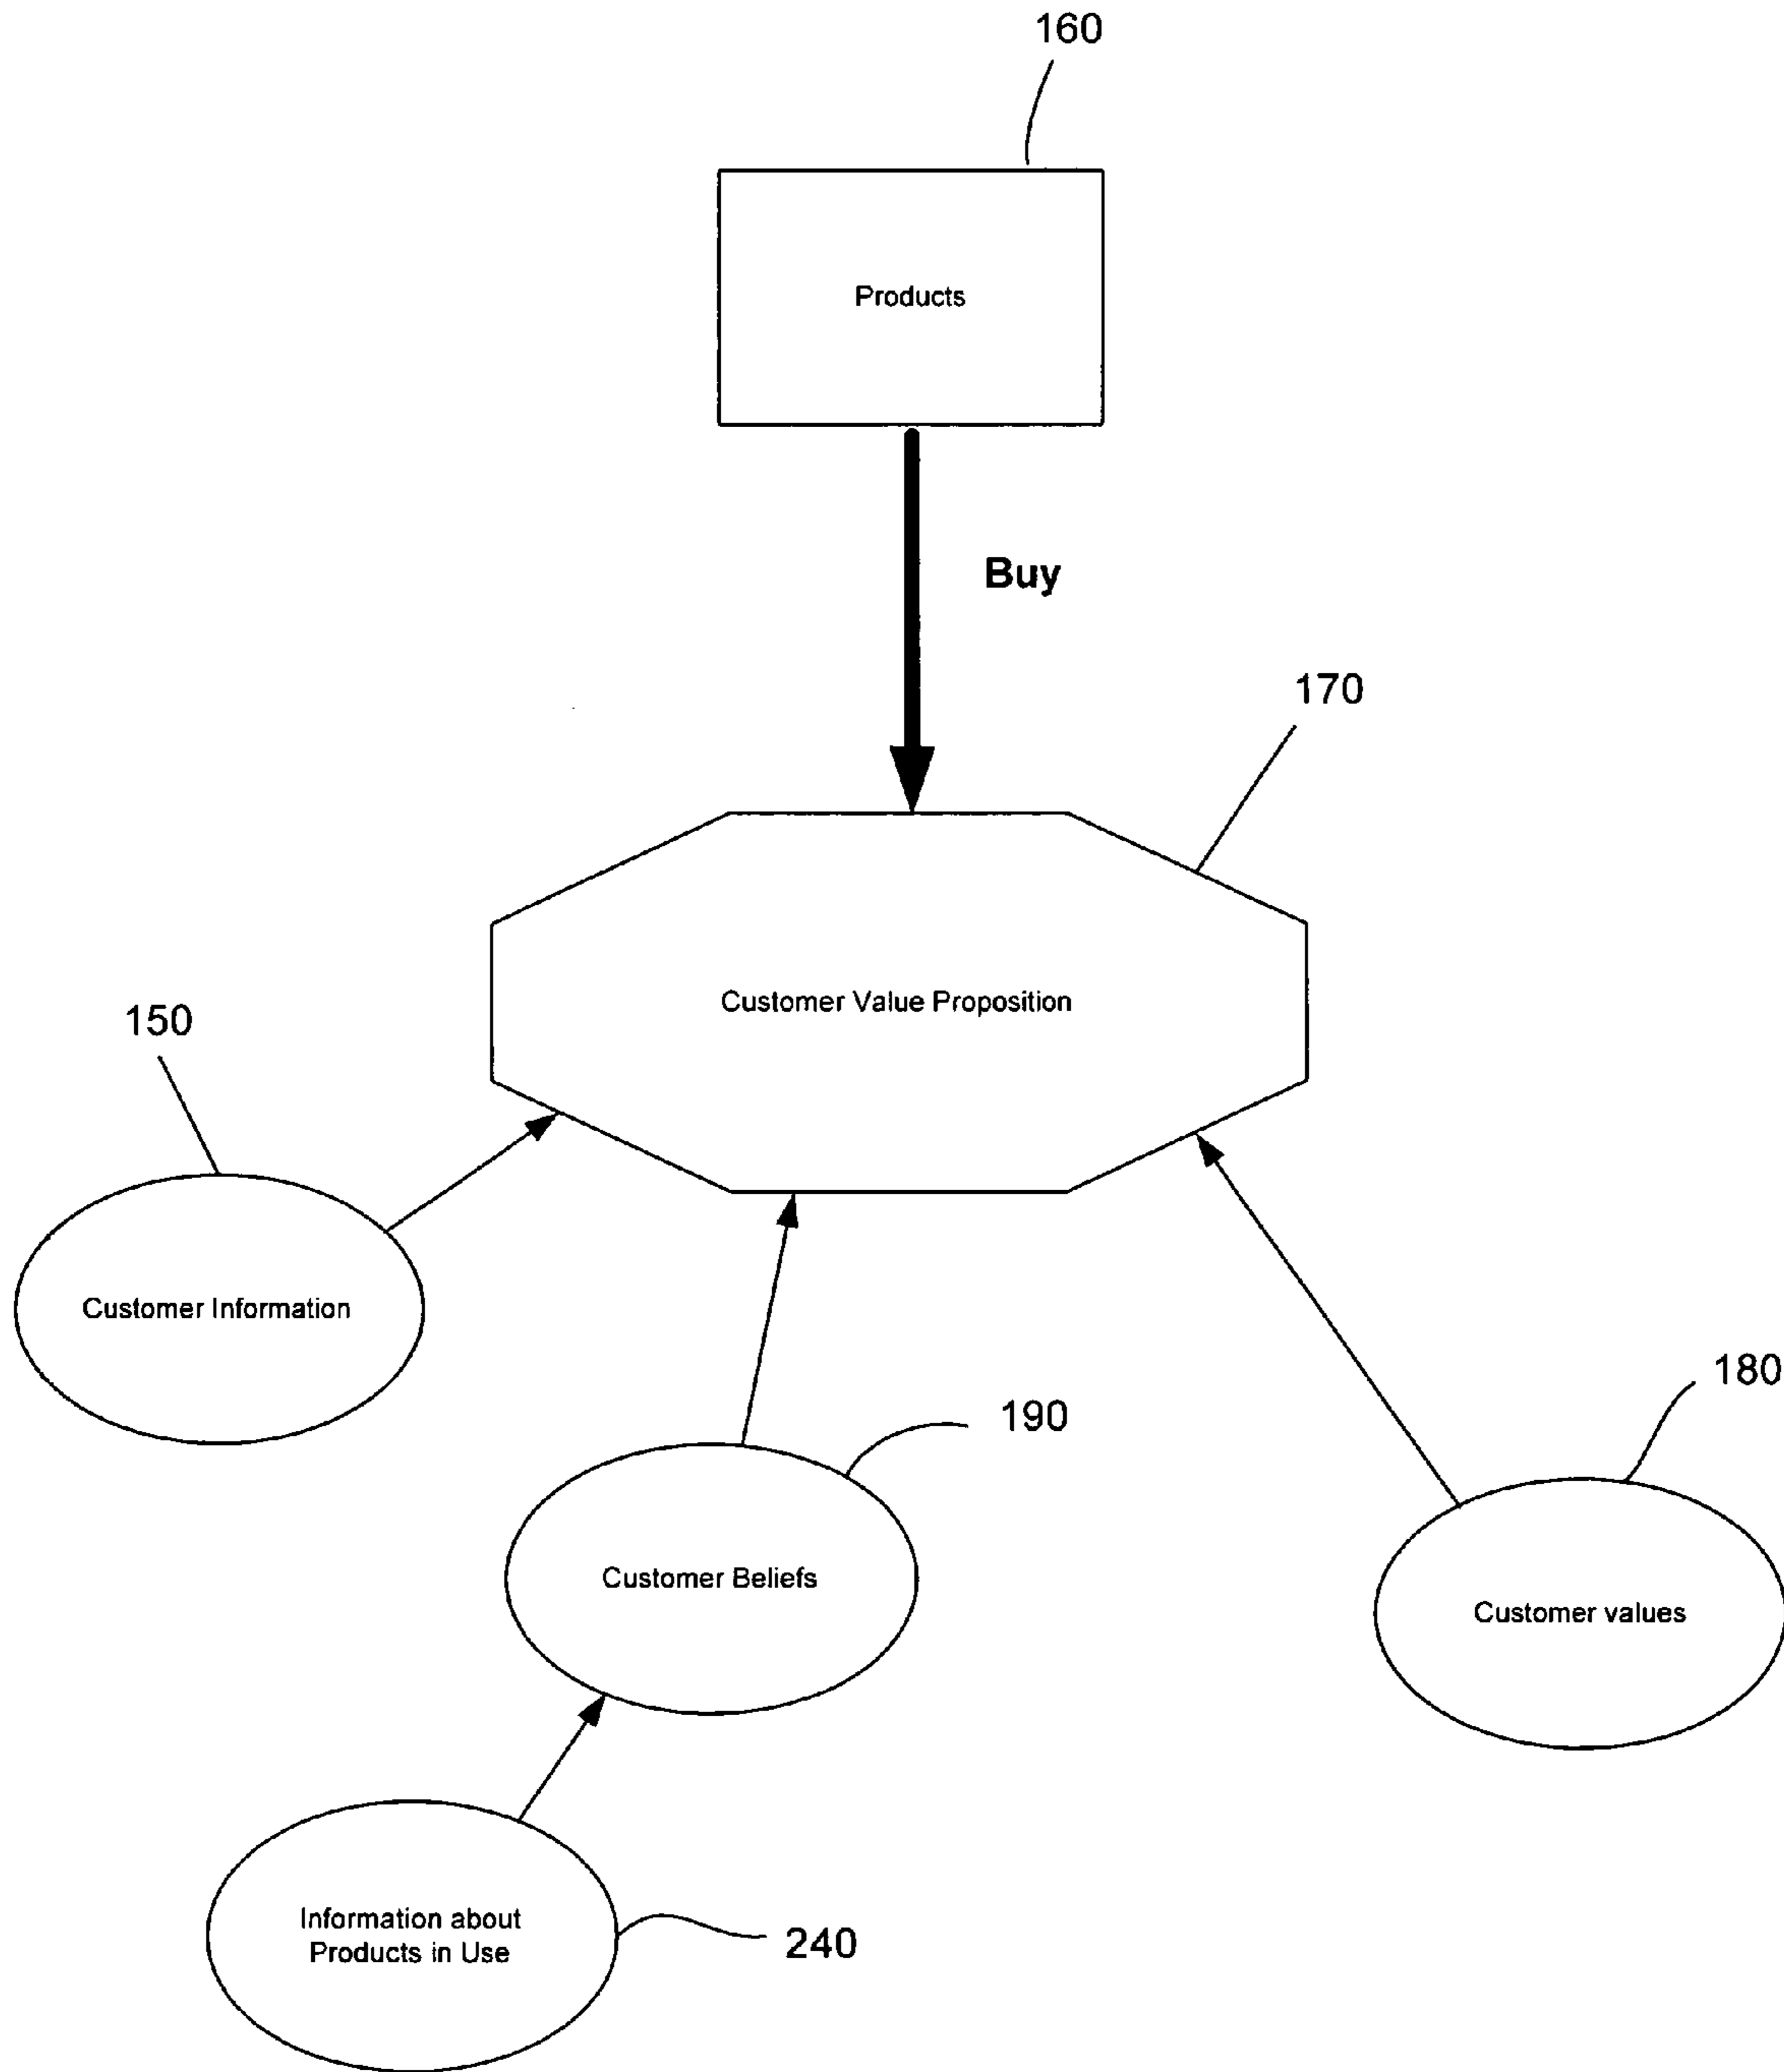 160
Products
Buy
170
Customer Value Proposition
150
Customer Information
180
190
Customer Beliefs
Customer values
Information about
Products in Use
240